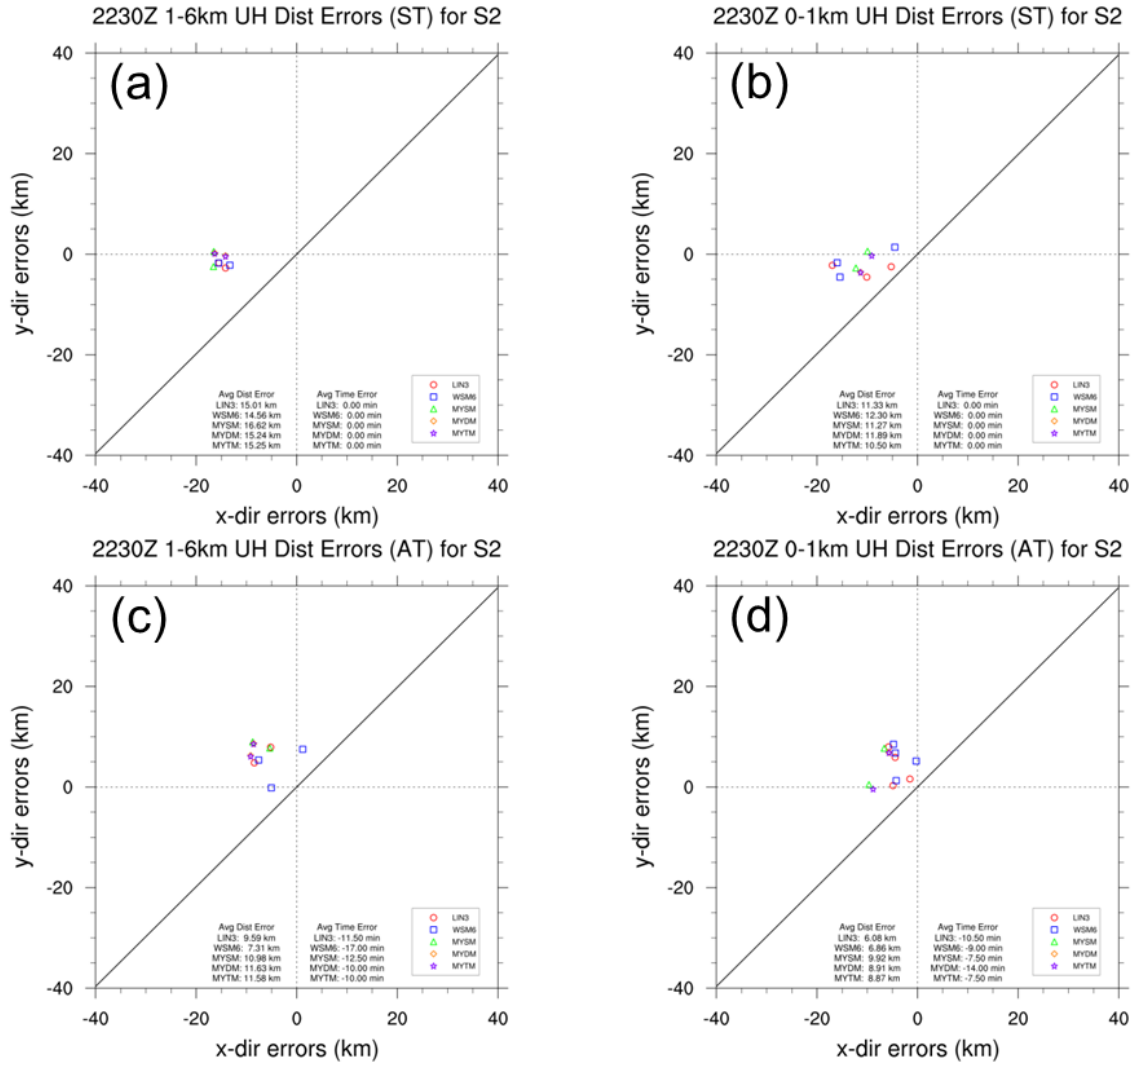 2230Z 1-6km UH Dist Errors (ST) for S2
(a)
40
20
0
-20
-40
y-dir errors (km)
Avg Dist Error
LIN3: 15.01 km
WSM6: 14.56 km
MYSM: 16.62 km
MYDM: 15.24 km
MYTM: 15.25 km
Avg Time Error
LIN3: 0.00 min
WSM6: 0.00 min
MYSM: 0.00 min
MYDM: 0.00 min
MYTM: 0.00 min
LIN3
WSM6
MYSM
MYDM
MYTM
-40 -20 0 20 40
x-dir errors (km)
2230Z 0-1km UH Dist Errors (ST) for S2
(b)
40
20
0
-20
-40
y-dir errors (km)
Avg Dist Error
LIN3: 11.33 km
WSM6: 12.30 km
MYSM: 11.27 km
MYDM: 11.89 km
MYTM: 10.50 km
Avg Time Error
LIN3: 0.00 min
WSM6: 0.00 min
MYSM: 0.00 min
MYDM: 0.00 min
MYTM: 0.00 min
LIN3
WSM6
MYSM
MYDM
MYTM
-40 -20 0 20 40
x-dir errors (km)
2230Z 1-6km UH Dist Errors (AT) for S2
(c)
40
20
0
-20
-40
y-dir errors (km)
Avg Dist Error
LIN3: 9.59 km
WSM6: 7.31 km
MYSM: 10.98 km
MYDM: 11.63 km
MYTM: 11.58 km
Avg Time Error
LIN3: -11.50 min
WSM6: -17.00 min
MYSM: -12.50 min
MYDM: -10.00 min
MYTM: -10.00 min
LIN3
WSM6
MYSM
MYDM
MYTM
-40 -20 0 20 40
x-dir errors (km)
2230Z 0-1km UH Dist Errors (AT) for S2
(d)
40
20
0
-20
-40
y-dir errors (km)
Avg Dist Error
LIN3: 6.08 km
WSM6: 6.86 km
MYSM: 9.92 km
MYDM: 8.91 km
MYTM: 8.87 km
Avg Time Error
LIN3: -10.50 min
WSM6: -9.00 min
MYSM: -7.50 min
MYDM: -14.00 min
MYTM: -7.50 min
LIN3
WSM6
MYSM
MYDM
MYTM
-40 -20 0 20 40
x-dir errors (km)